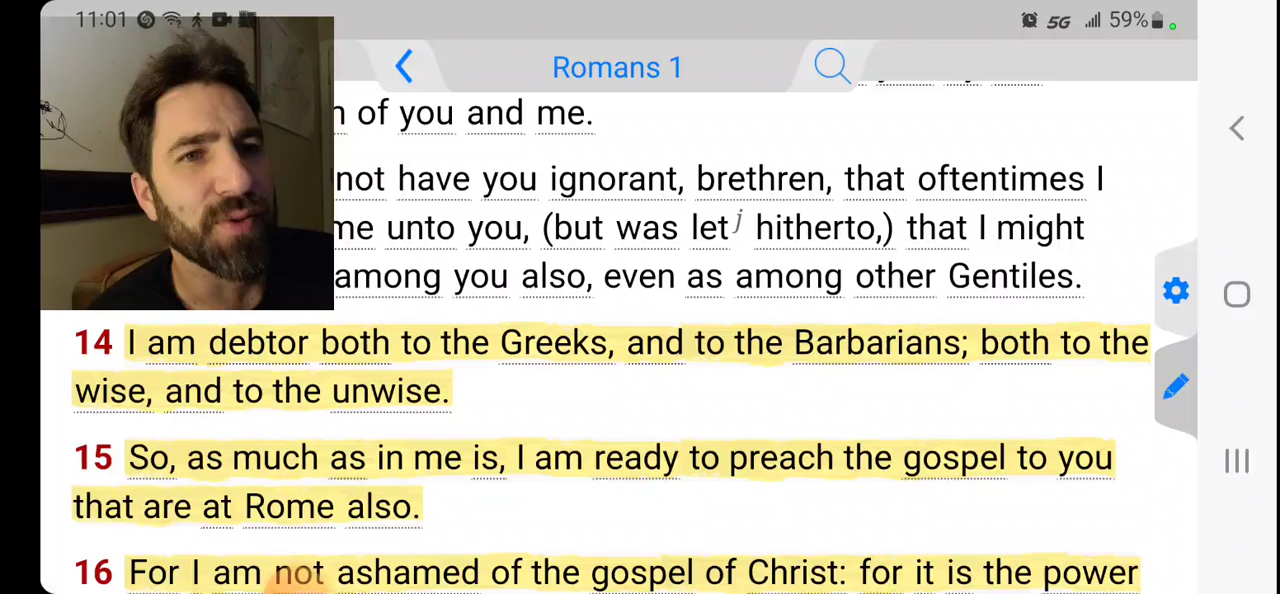 11:01 5G 59%
Romans 1
of you and me.
not have you ignorant, brethren, that oftentimes I
unto you, (but was let j hitherto,) that I might
among you also, even as among other Gentiles.
14 I am debtor both to the Greeks, and to the Barbarians; both to the
wise, and to the unwise.
15 So, as much as in me is, I am ready to preach the gospel to you
that are at Rome also.
16 For I am not ashamed of the gospel of Christ: for it is the power